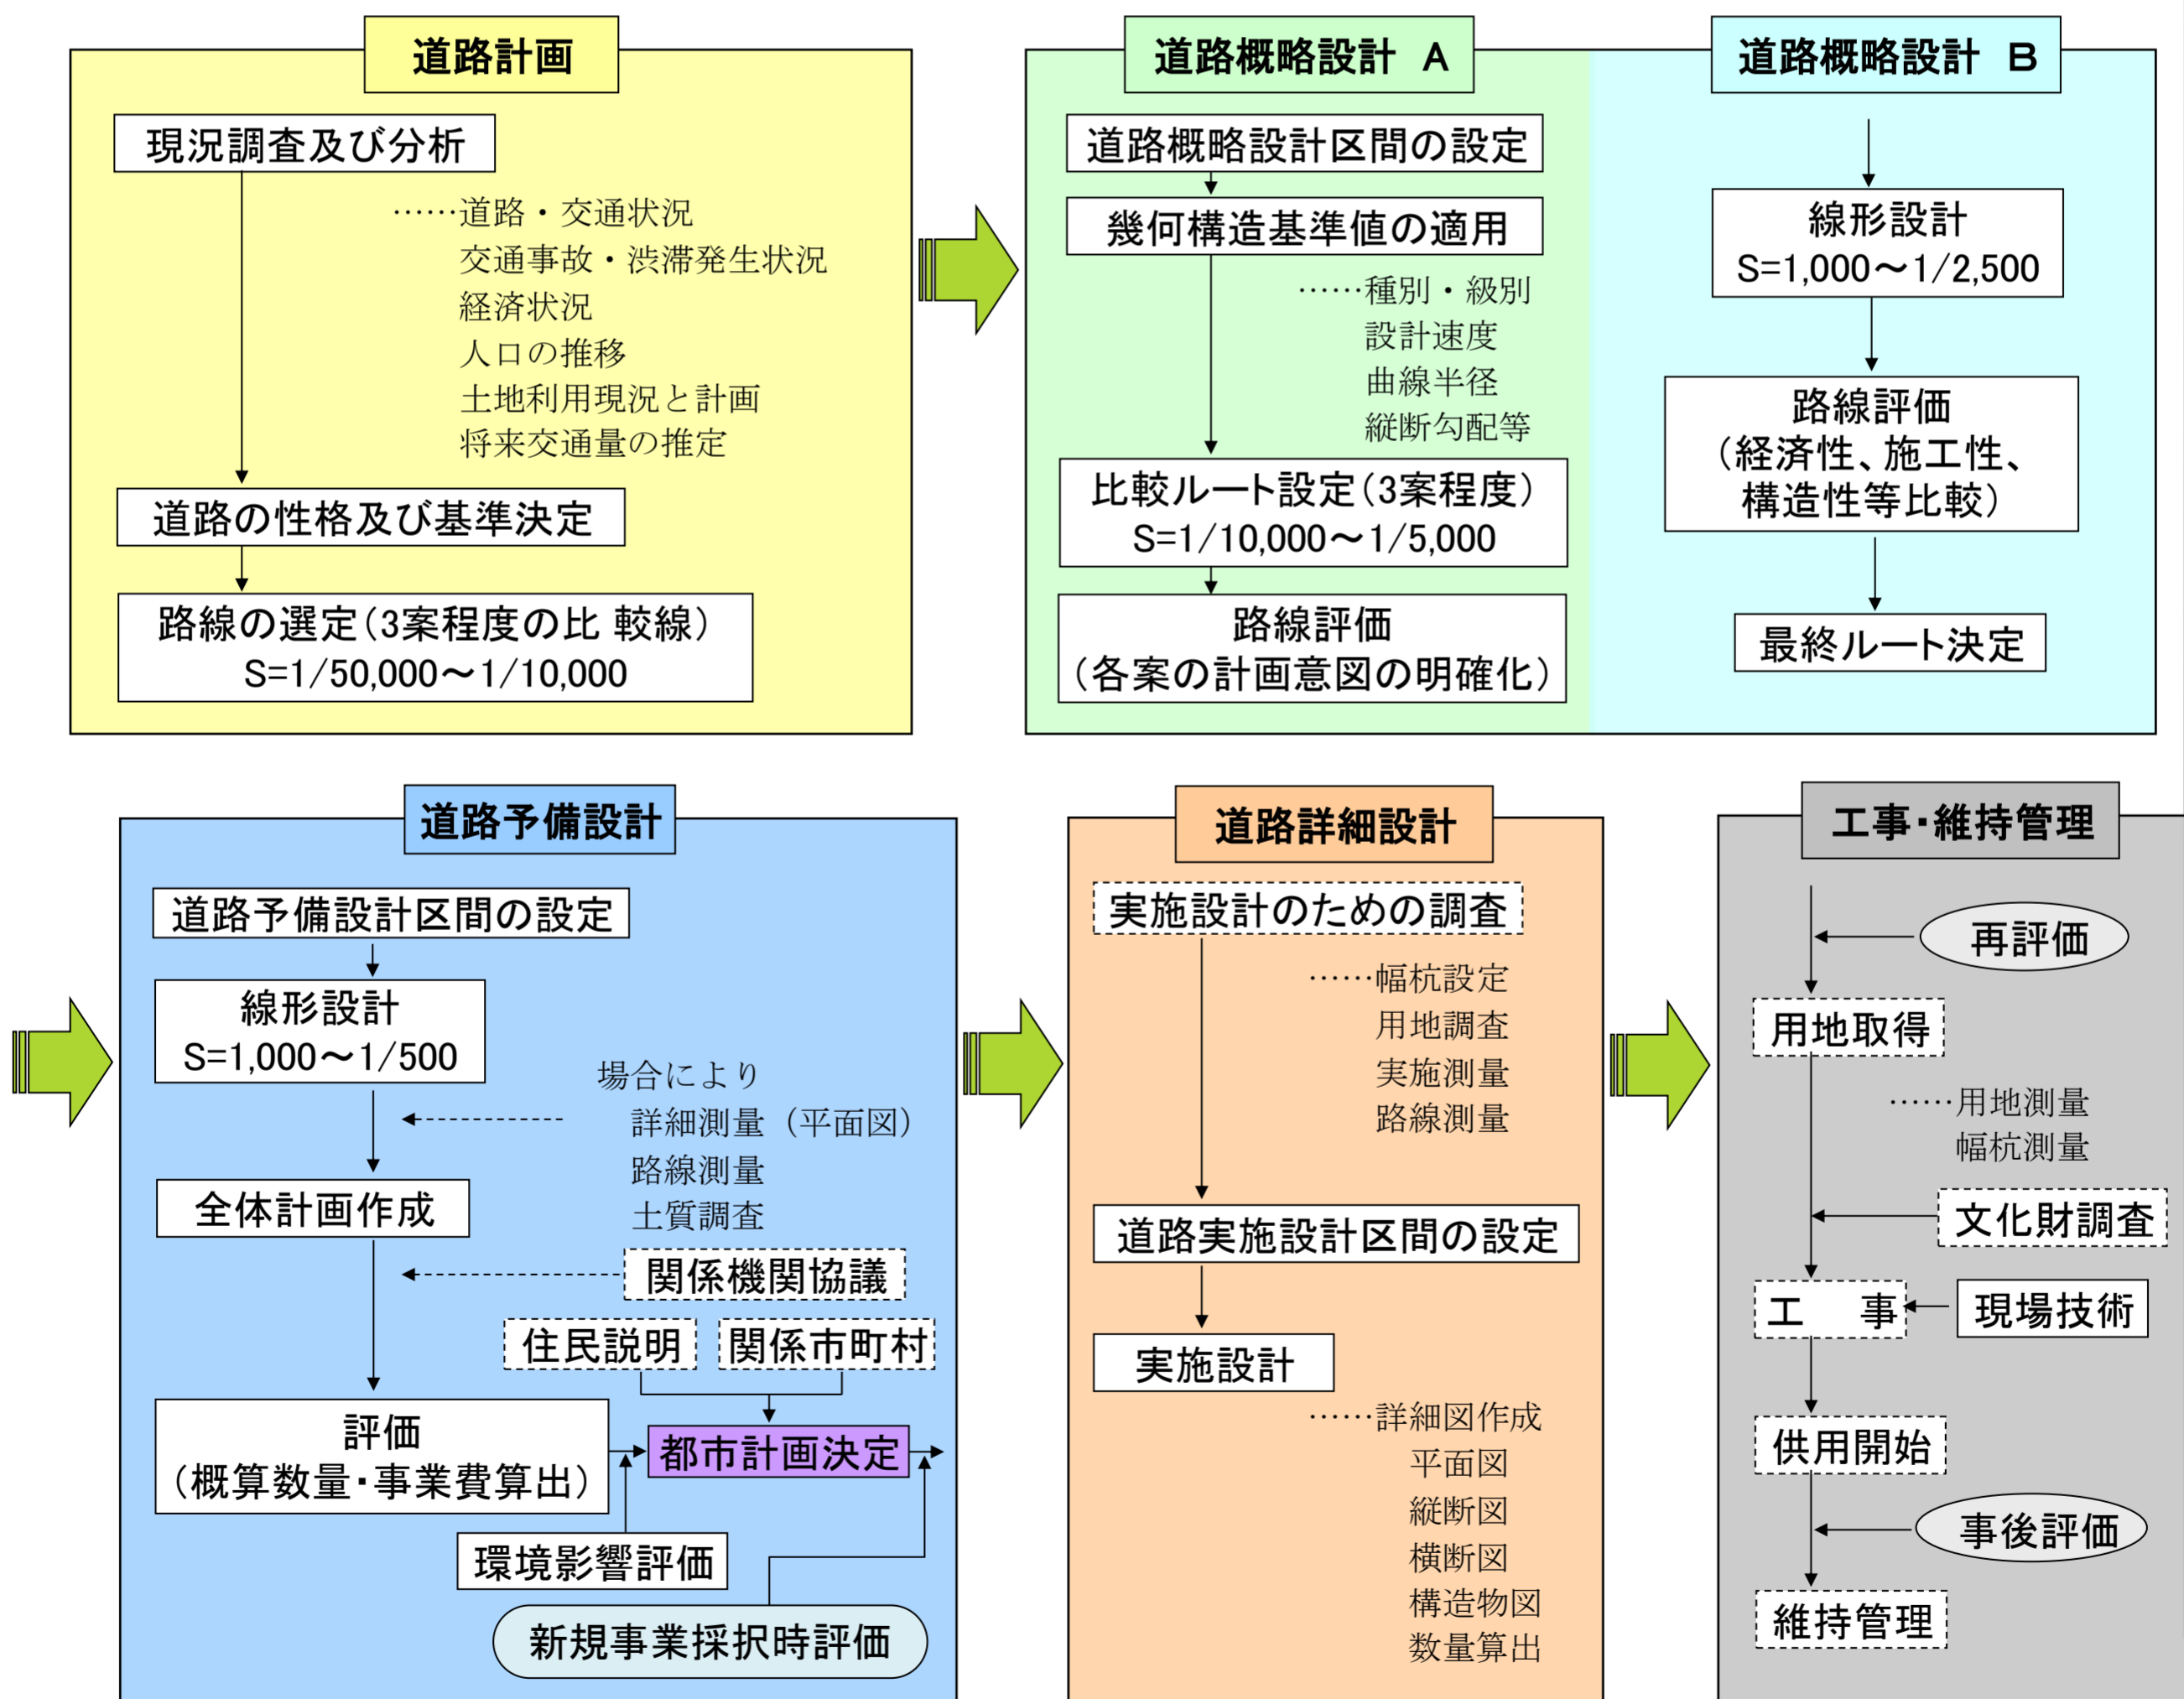 道路計画
現況調査及び分析
……道路・交通状況
交通事故・渋滞発生状況
経済状況
人口の推移
土地利用現況と計画
将来交通量の推定
道路の性格及び基準決定
路線の選定(3案程度の比 較線)
S=1/50,000～1/10,000
道路概略設計 A
道路概略設計区間の設定
幾何構造基準値の適用
……種別・級別
設計速度
曲線半径
縦断勾配等
比較ルート設定(3案程度)
S=1/10,000～1/5,000
路線評価
(各案の計画意図の明確化)
道路概略設計 B
線形設計
S=1,000～1/2,500
路線評価
(経済性、施工性、
構造性等比較)
最終ルート決定
道路予備設計
道路予備設計区間の設定
線形設計
S=1,000～1/500
場合により
詳細測量(平面図)
路線測量
土質調査
全体計画作成
関係機関協議
住民説明
関係市町村
評価
(概算数量・事業費算出)
都市計画決定
環境影響評価
新規事業採択時評価
道路詳細設計
実施設計のための調査
……幅杭設定
用地調査
実施測量
路線測量
道路実施設計区間の設定
実施設計
……詳細図作成
平面図
縦断図
横断図
構造物図
数量算出
工事・維持管理
再評価
用地取得
……用地測量
幅杭測量
文化財調査
工　事
現場技術
供用開始
事後評価
維持管理